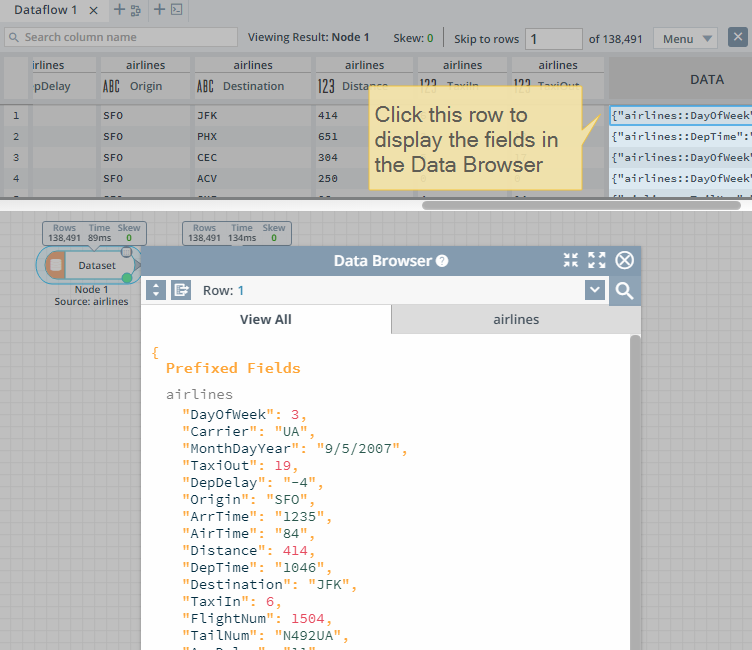 Dataflow 1
Search column name
Viewing Result: Node 1
Skew: 0
Skip to rows
1
of 138,491
Menu
irlines airlines airlines airlines airlines airlines
DATA
pDelay ABC Origin ABC Destination 123 Distance 123 TaxiIn 123 TaxiOut
1 SFO JFK 414 {"airlines::DayOfWeek"
2 SFO PHX 651 {"airlines::DepTime":"
3 SFO CEC 304 {"airlines::DayOfWeek
4 SFO ACV 250 {"airlines::DayOfWeek
Click this row to
display the fields in
the Data Browser
Rows Time Skew
138,491 89ms 0
Rows Time Skew
138,491 134ms 0
Dataset
Node 1
Source: airlines
Data Browser
Row: 1
View All
airlines
{
Prefixed Fields
airlines
"DayOfWeek": 3,
"Carrier": "UA",
"MonthDayYear": "9/5/2007",
"TaxiOut": 19,
"DepDelay": "-4",
"Origin": "SFO",
"ArrTime": "1235",
"AirTime": "84",
"Distance": 414,
"DepTime": "1046",
"Destination": "JFK",
"TaxiIn": 6,
"FlightNum": 1504,
"TailNum": "N492UA",